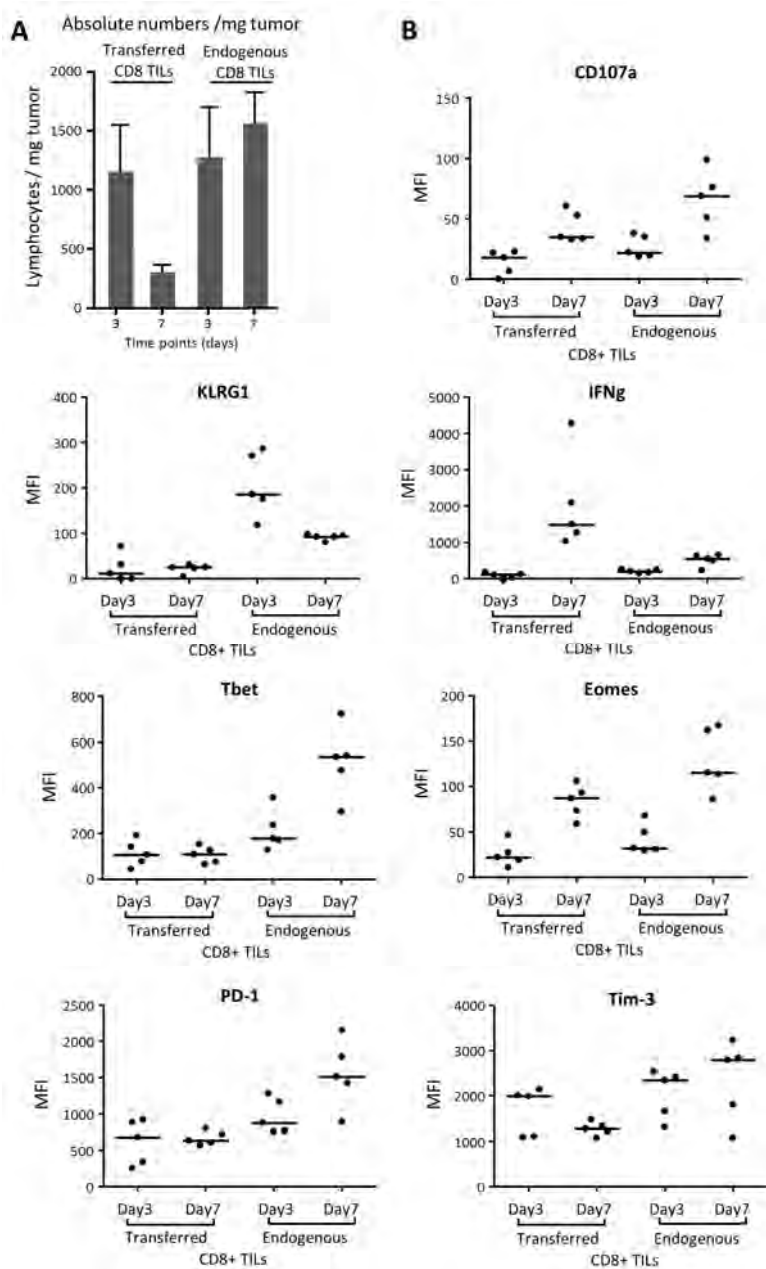 A
Absolute numbers /mg tumor
Transferred Endogenous
CD8 TILs CD8 TILs
Lymphocytes / mg tumor
2000
1500
1000
500
0
3 7 3 7
Time points (days)
B
CD107a
MFI
150
100
50
0
Day3 Day7 Day3 Day7
Transferred Endogenous
CD8+ TILs
KLRG1
MFI
400
300
200
100
0
Day3 Day7 Day3 Day7
Transferred Endogenous
CD8+ TILs
IFNg
MFI
5000
4000
3000
2000
1000
0
Day3 Day7 Day3 Day7
Transferred Endogenous
CD8+ TILs
Tbet
MFI
800
600
400
200
0
Day3 Day7 Day3 Day7
Transferred Endogenous
CD8+ TILs
Eomes
MFI
200
150
100
50
0
Day3 Day7 Day3 Day7
Transferred Endogenous
CD8+ TILs
PD-1
MFI
2500
2000
1500
1000
500
0
Day3 Day7 Day3 Day7
Transferred Endogenous
CD8+ TILs
Tim-3
MFI
4000
3000
2000
1000
0
Day3 Day7 Day3 Day7
Transferred Endogenous
CD8+ TILs